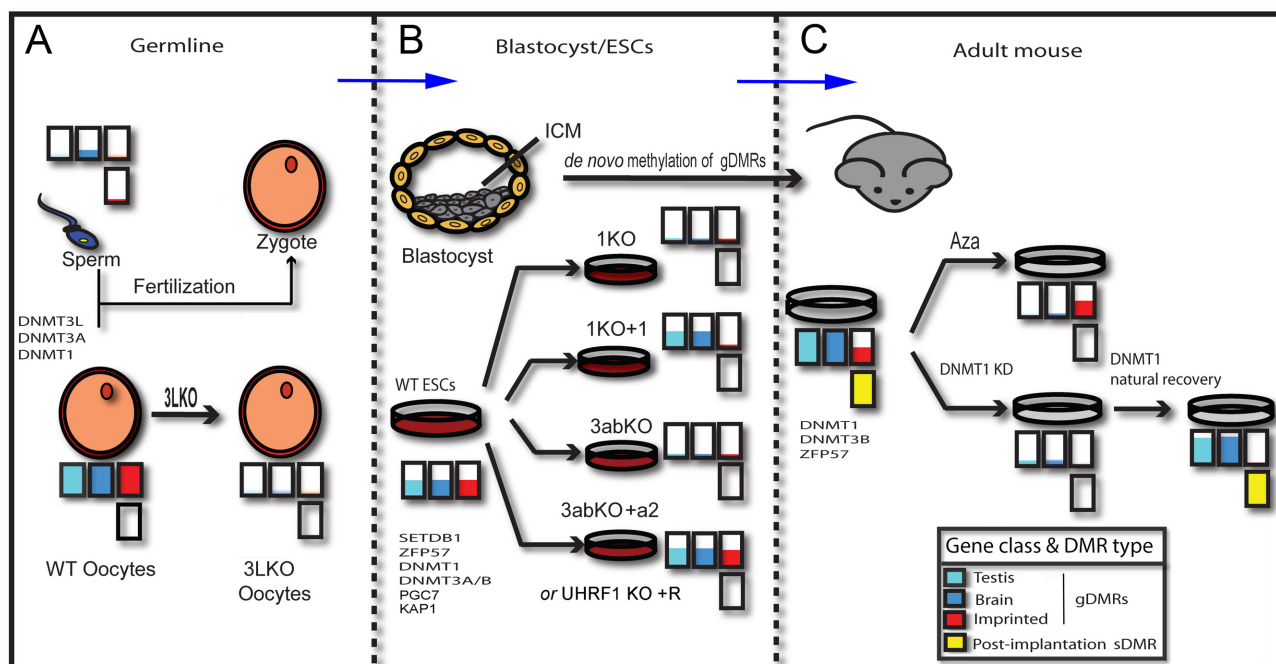 A
Germline
Sperm
Zygote
Fertilization
DNMT3L
DNMT3A
DNMT1
3LKO
WT Oocytes
3LKO
Oocytes
B
Blastocyst/ESCs
ICM
de novo methylation of gDMRs
Blastocyst
1KO
1KO+1
WT ESCs
3abKO
3abKO+a2
SETDB1
ZFP57
DNMT1
DNMT3A/B
PGC7
KAP1
or UHRF1 KO +R
C
Adult mouse
Aza
DNMT1 KD
DNMT1
natural recovery
DNMT1
DNMT3B
ZFP57
Gene class & DMR type
Testis
Brain
Imprinted
gDMRs
Post-implantation sDMR